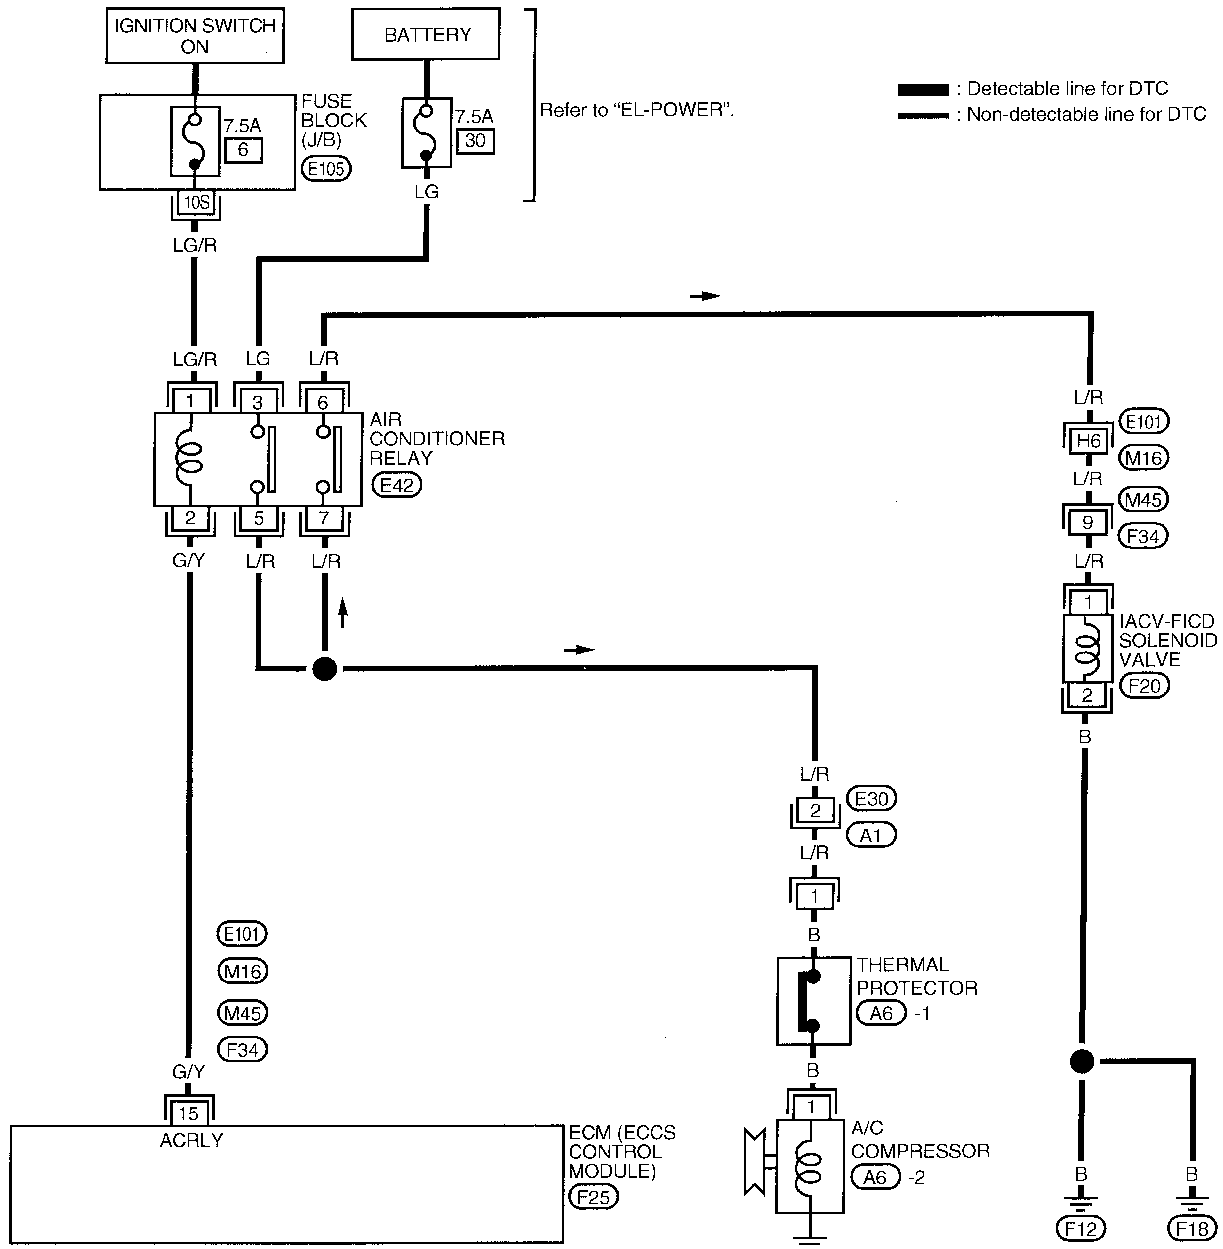 IGNITION SWITCH
ON
BATTERY
Refer to "EL-POWER".
: Detectable line for DTC
: Non-detectable line for DTC
FUSE
BLOCK
(J/B)
E105
7.5A
6
7.5A
30
10S
LG
LG/R
LG/R
LG
L/R
1
3
6
AIR
CONDITIONER
RELAY
E42
2
5
7
G/Y
L/R
L/R
L/R
H6
E101
M16
L/R
9
M45
F34
L/R
1
IACV-FICD
SOLENOID
VALVE
F20
2
B
L/R
2
E30
A1
L/R
1
B
THERMAL
PROTECTOR
A6 -1
B
1
A/C
COMPRESSOR
A6 -2
E101
M16
M45
F34
G/Y
15
ACRLY
ECM (ECCS
CONTROL
MODULE)
F25
B
B
F12
F18